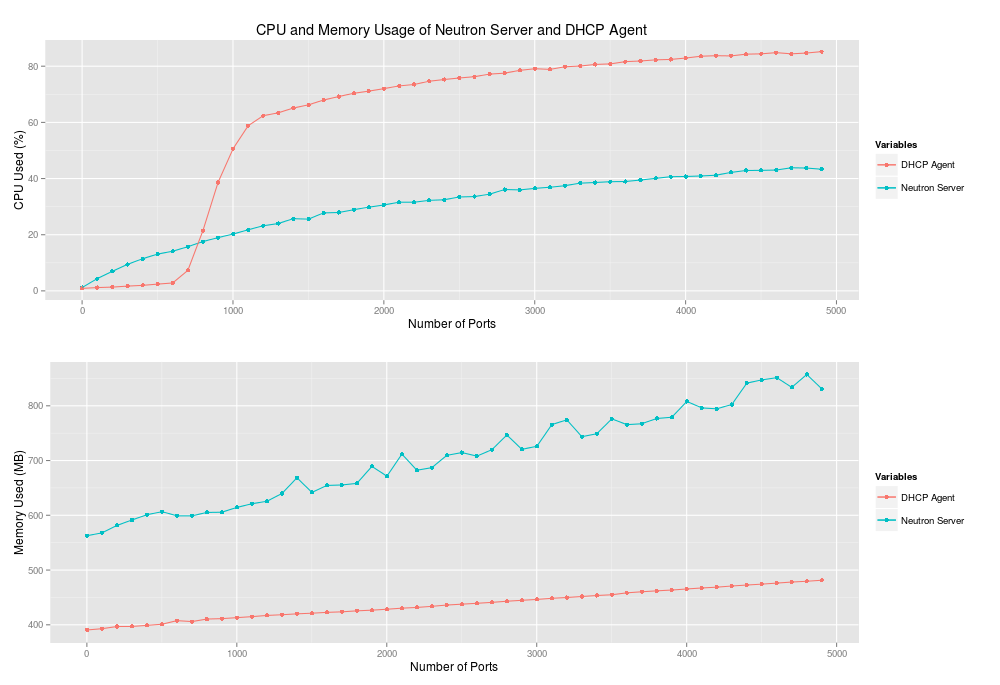 CPU and Memory Usage of Neutron Server and DHCP Agent
CPU Used (%)
80
60
40
20
0
0 1000 2000 3000 4000 5000
Number of Ports
Variables
DHCP Agent
Neutron Server
Memory Used (MB)
800
700
600
500
400
0 1000 2000 3000 4000 5000
Number of Ports
Variables
DHCP Agent
Neutron Server